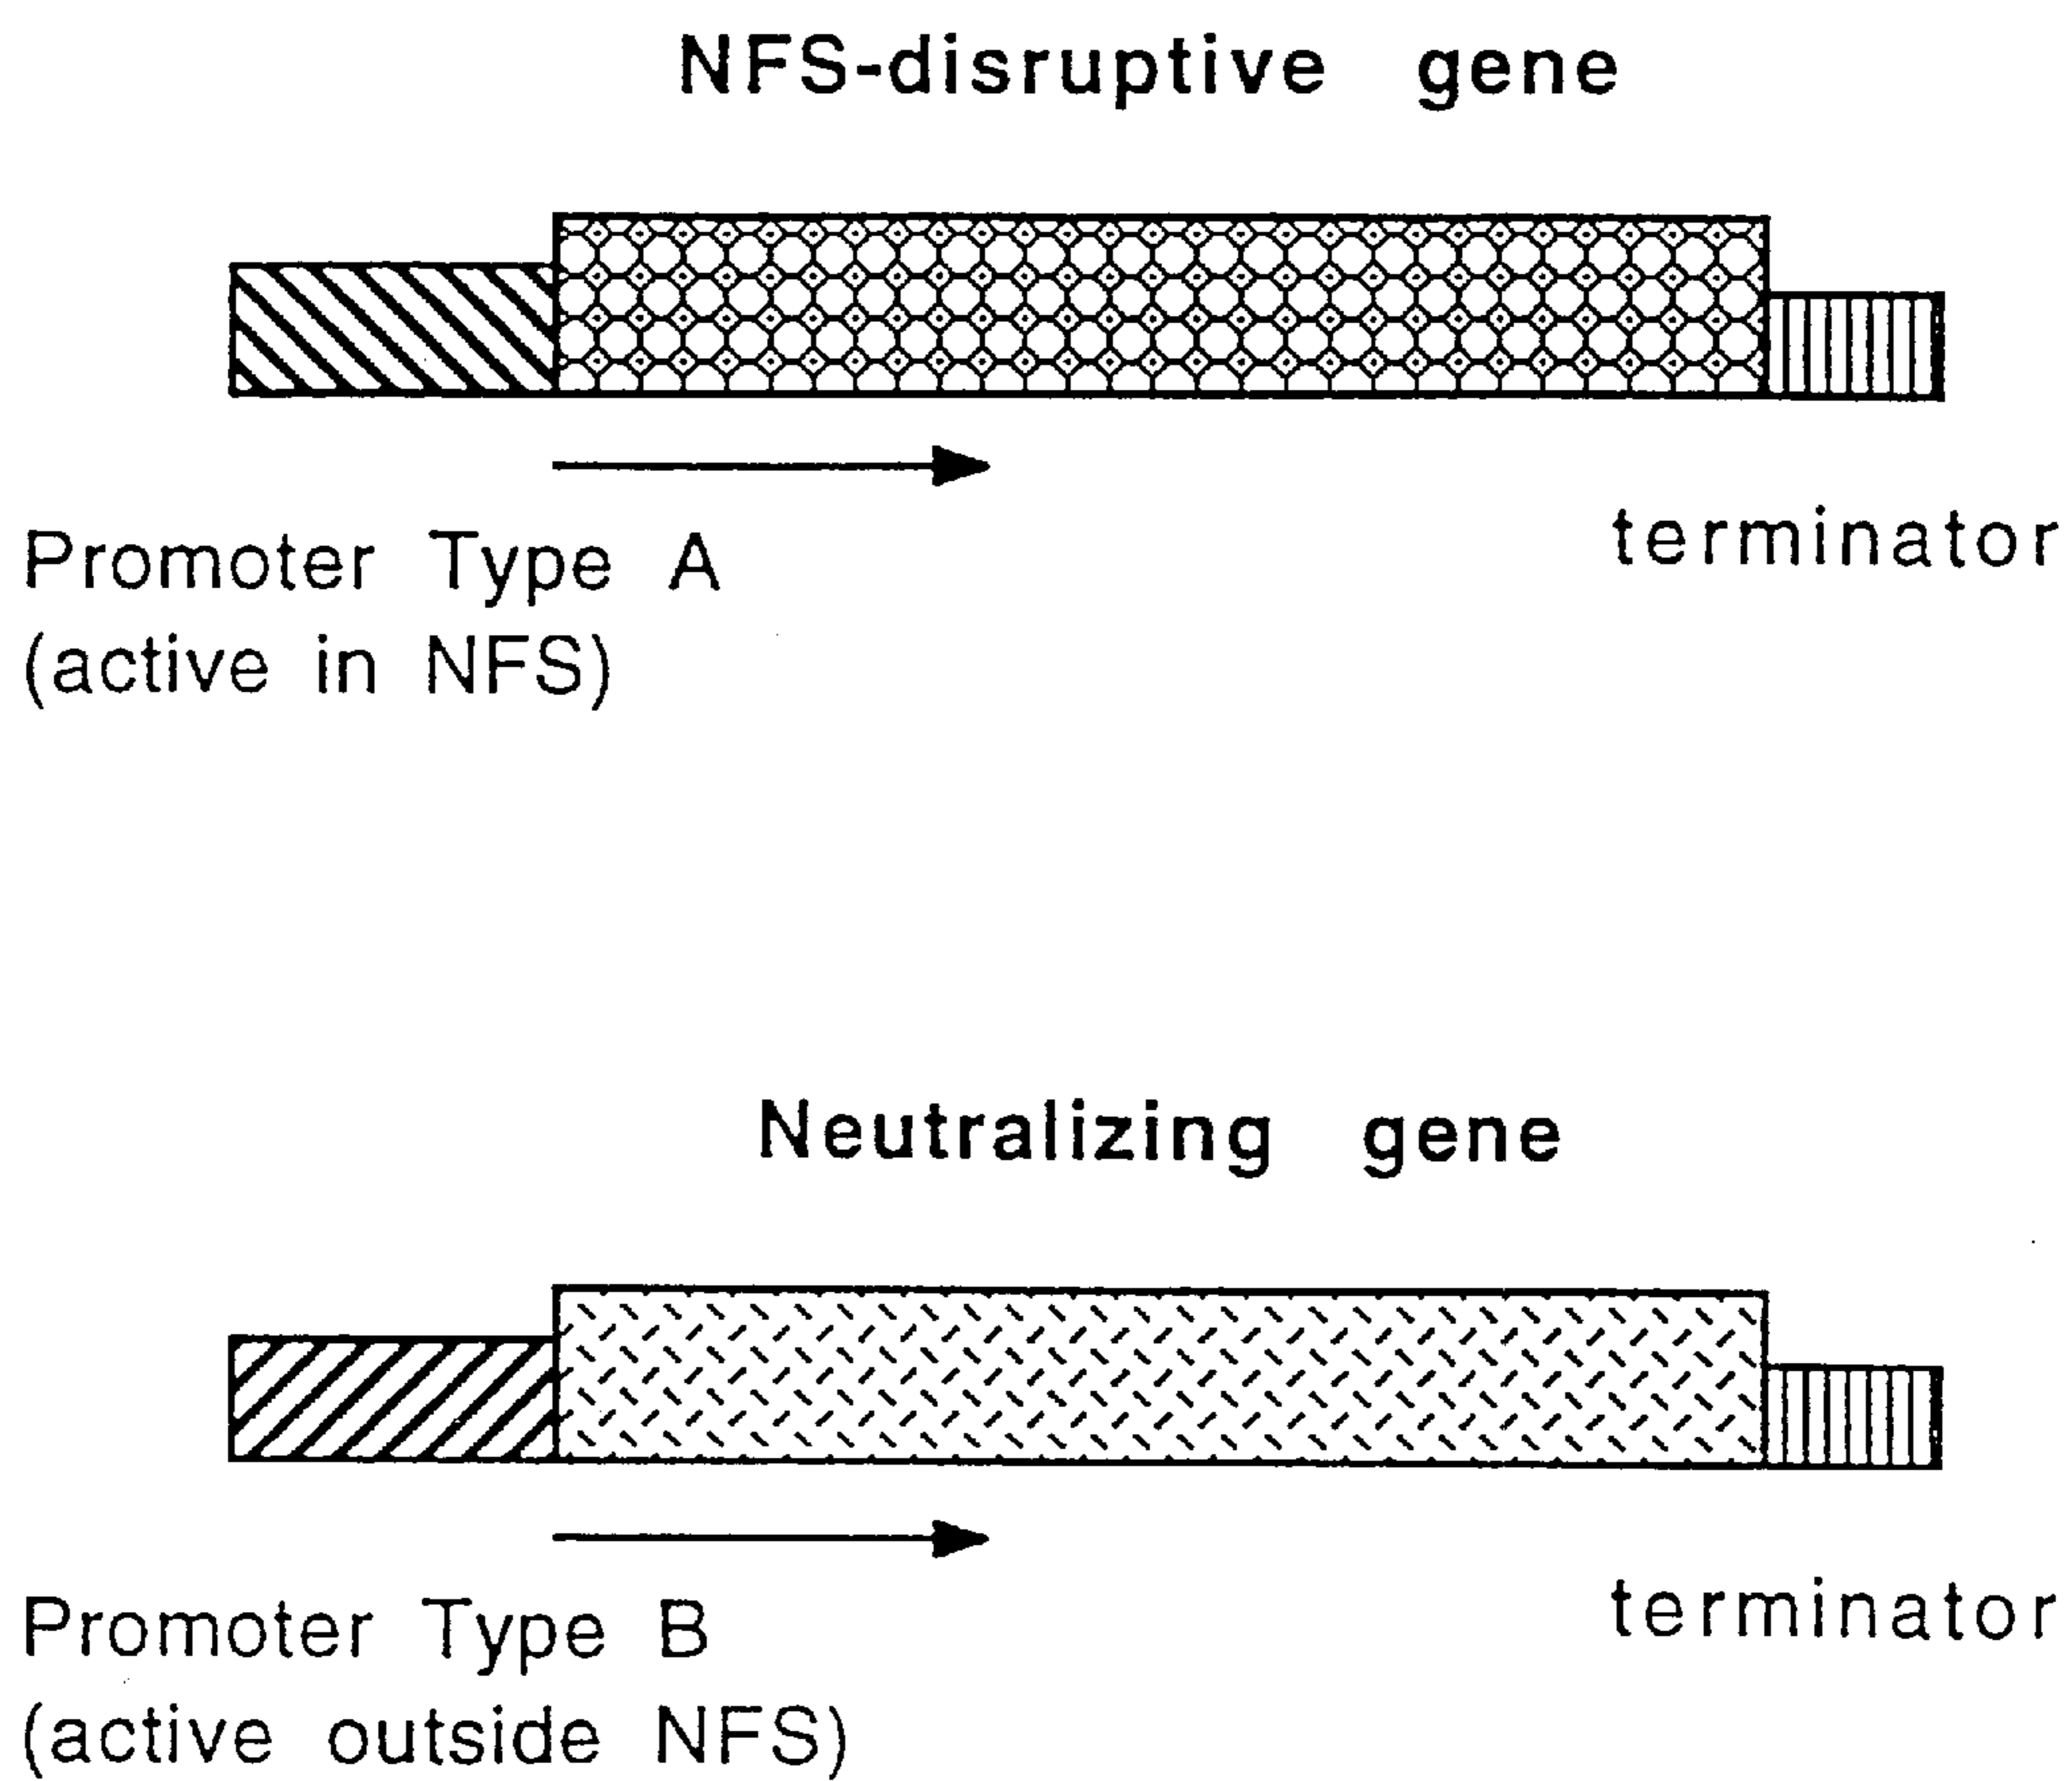 NFS-disruptive gene
Promoter Type A
(active in NFS)
terminator
Neutralizing gene
Promoter Type B
(active outside NFS)
terminator